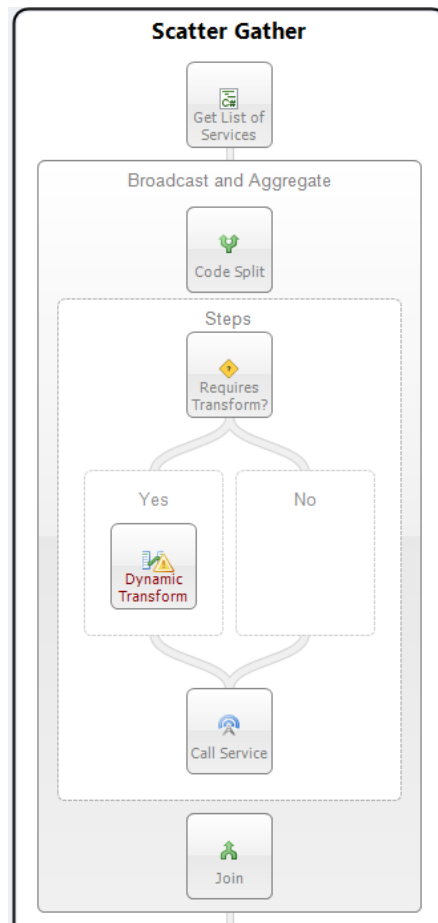 Scatter Gather
C#
Get List of
Services
Broadcast and Aggregate
Code Split
Steps
?
Requires
Transform?
Yes
No
Dynamic
Transform
Call Service
Join